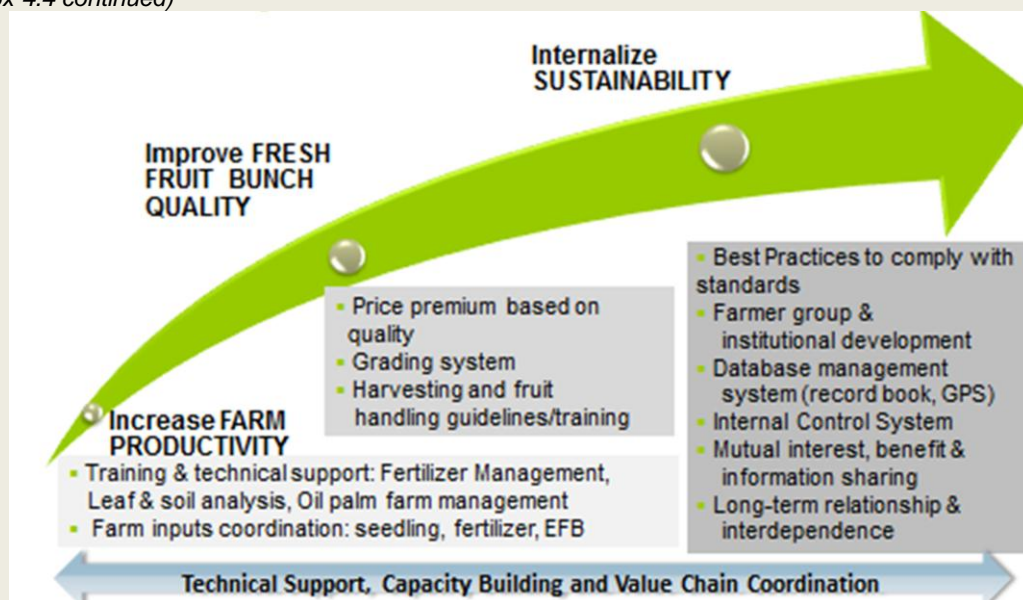 4.4 continued)
Internalize
SUSTAINABILITY
Improve FRESH
FRUIT BUNCH
QUALITY
▪ Best Practices to comply with
standards
▪ Farmer group &
institutional development
▪ Database management
system (record book, GPS)
▪ Internal Control System
▪ Mutual interest, benefit &
information sharing
▪ Long-term relationship &
interdependence
▪ Price premium based on
quality
▪ Grading system
▪ Harvesting and fruit
handling guidelines/training
Increase FARM
PRODUCTIVITY
▪ Training & technical support: Fertilizer Management,
Leaf & soil analysis, Oil palm farm management
▪ Farm inputs coordination: seedling, fertilizer, EFB
Technical Support, Capacity Building and Value Chain Coordination